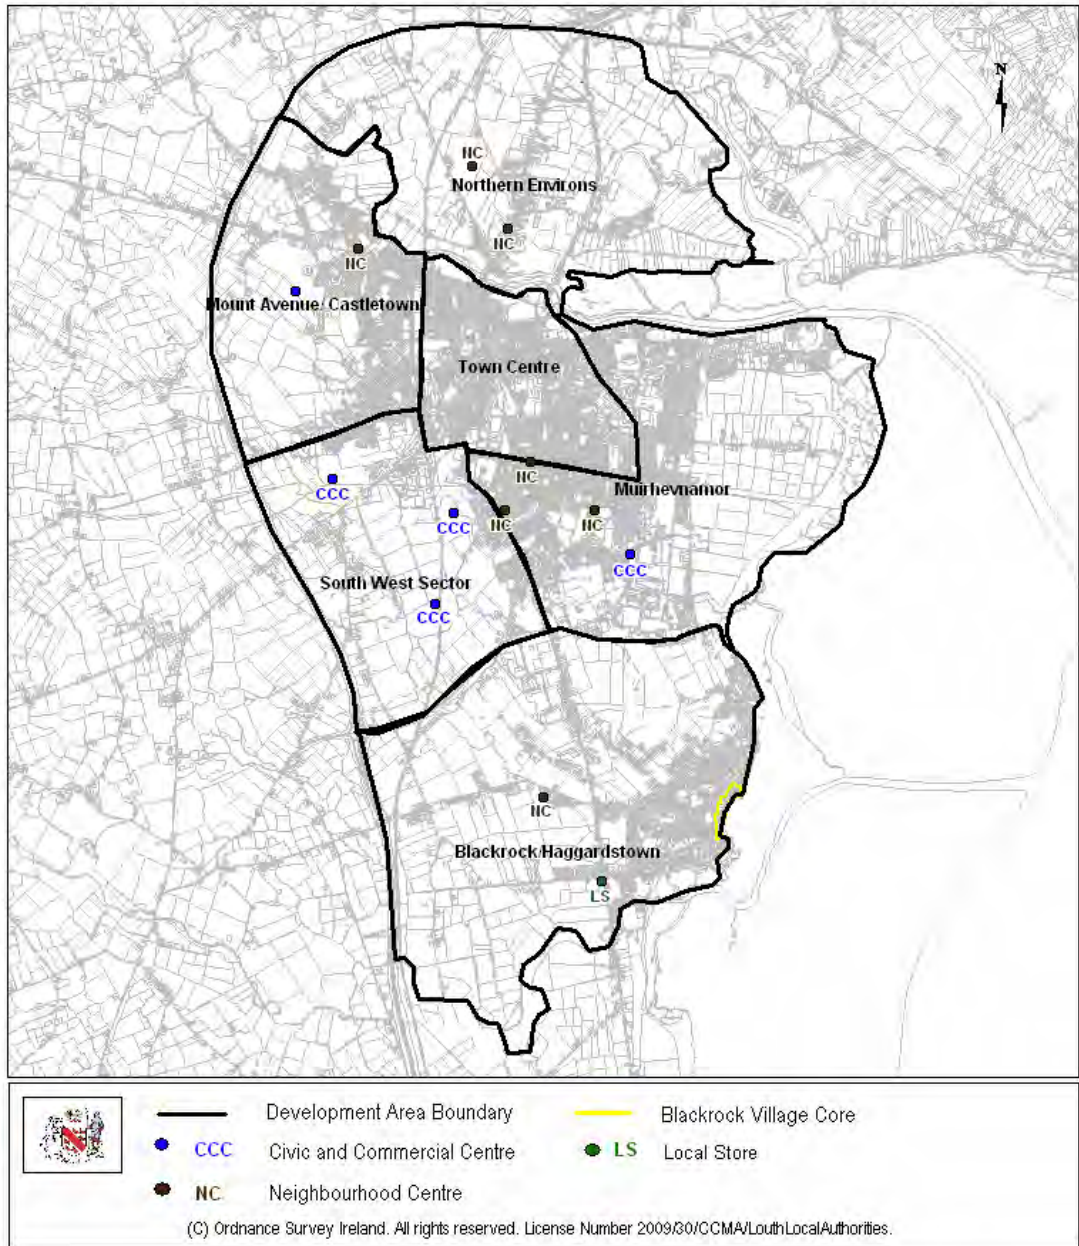 N
NC
Northern Environs
NC
NC
Mount Avenue/ Castletown
Town Centre
NC
CCC
Muirhevnamor
CCC
NC
NC
CCC
South West Sector
CCC
NC
Blackrock/Haggardstown
LS
Development Area Boundary
Blackrock Village Core
CCC
Civic and Commercial Centre
LS
Local Store
NC
Neighbourhood Centre
(C) Ordnance Survey Ireland. All rights reserved. License Number 2009/30/CCMA/LouthLocalAuthorities.